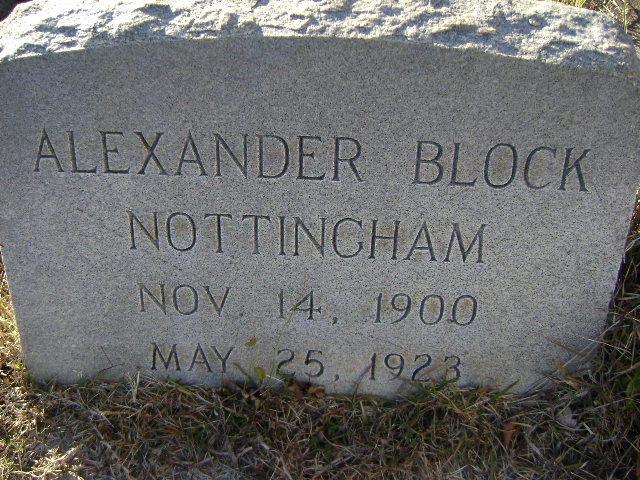 ALEXANDER BLOCK
NOTTINGHAM
NOV. 14, 1900
MAY 25, 1923